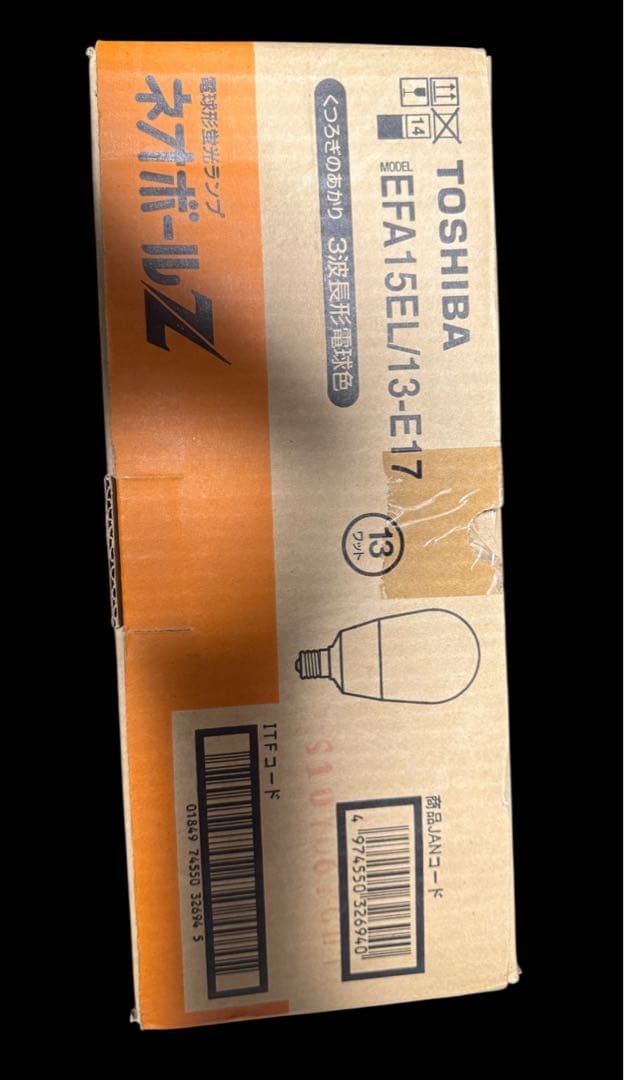 TOSHIBA
MODEL
EFA15EL/13-E17
14
くつろぎのあかり 3波長形電球色
電球形蛍光ランプ
ネオボールZ
13
ワット
商品JANコード
4 974550 326940
ITFコード
01849 74550 32694 5